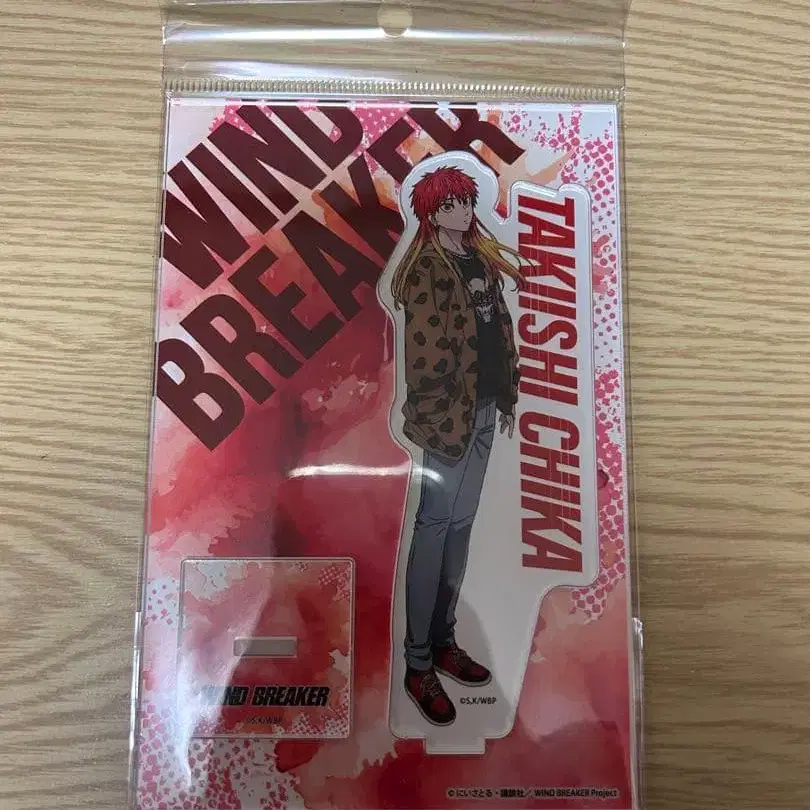 WIND
BREAKER
TAKIISHI CHIKA
©S,K/WBP
WIND BREAKER
©S,K/WBP
©にいさとる・講談社／WIND BREAKER Project